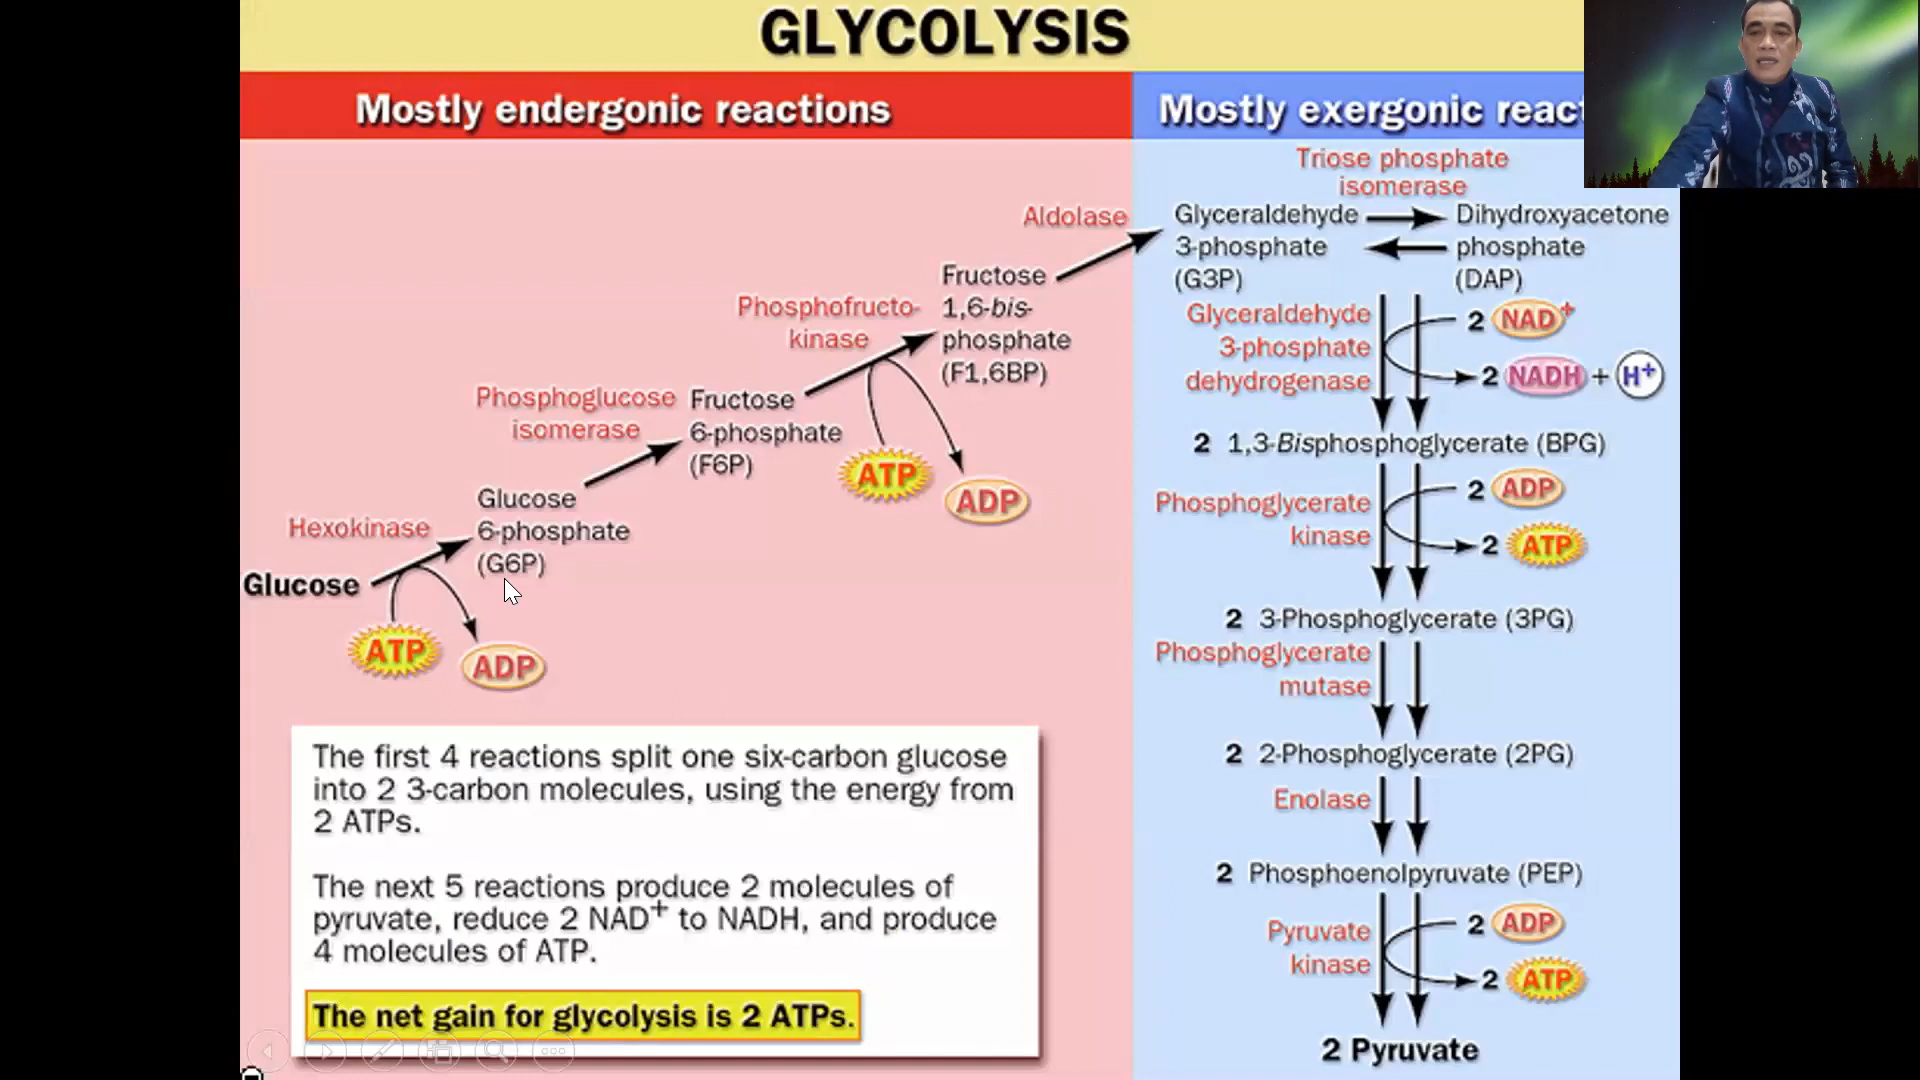 GLYCOLYSIS
Mostly endergonic reactions
Mostly exergonic react
Glucose
Hexokinase
ATP
ADP
Glucose
6-phosphate
(G6P)
Phosphoglucose
isomerase
Fructose
6-phosphate
(F6P)
Phosphofructo-
kinase
ATP
ADP
Fructose
1,6-bis-
phosphate
(F1,6BP)
Aldolase
Triose phosphate
isomerase
Glyceraldehyde
3-phosphate
(G3P)
Dihydroxyacetone
phosphate
(DAP)
Glyceraldehyde
3-phosphate
dehydrogenase
2 NAD+
2 NADH + H+
2 1,3-Bisphosphoglycerate (BPG)
Phosphoglycerate
kinase
2 ADP
2 ATP
2 3-Phosphoglycerate (3PG)
Phosphoglycerate
mutase
2 2-Phosphoglycerate (2PG)
Enolase
2 Phosphoenolpyruvate (PEP)
Pyruvate
kinase
2 ADP
2 ATP
2 Pyruvate
The first 4 reactions split one six-carbon glucose
into 2 3-carbon molecules, using the energy from
2 ATPs.
The next 5 reactions produce 2 molecules of
pyruvate, reduce 2 NAD+ to NADH, and produce
4 molecules of ATP.
The net gain for glycolysis is 2 ATPs.